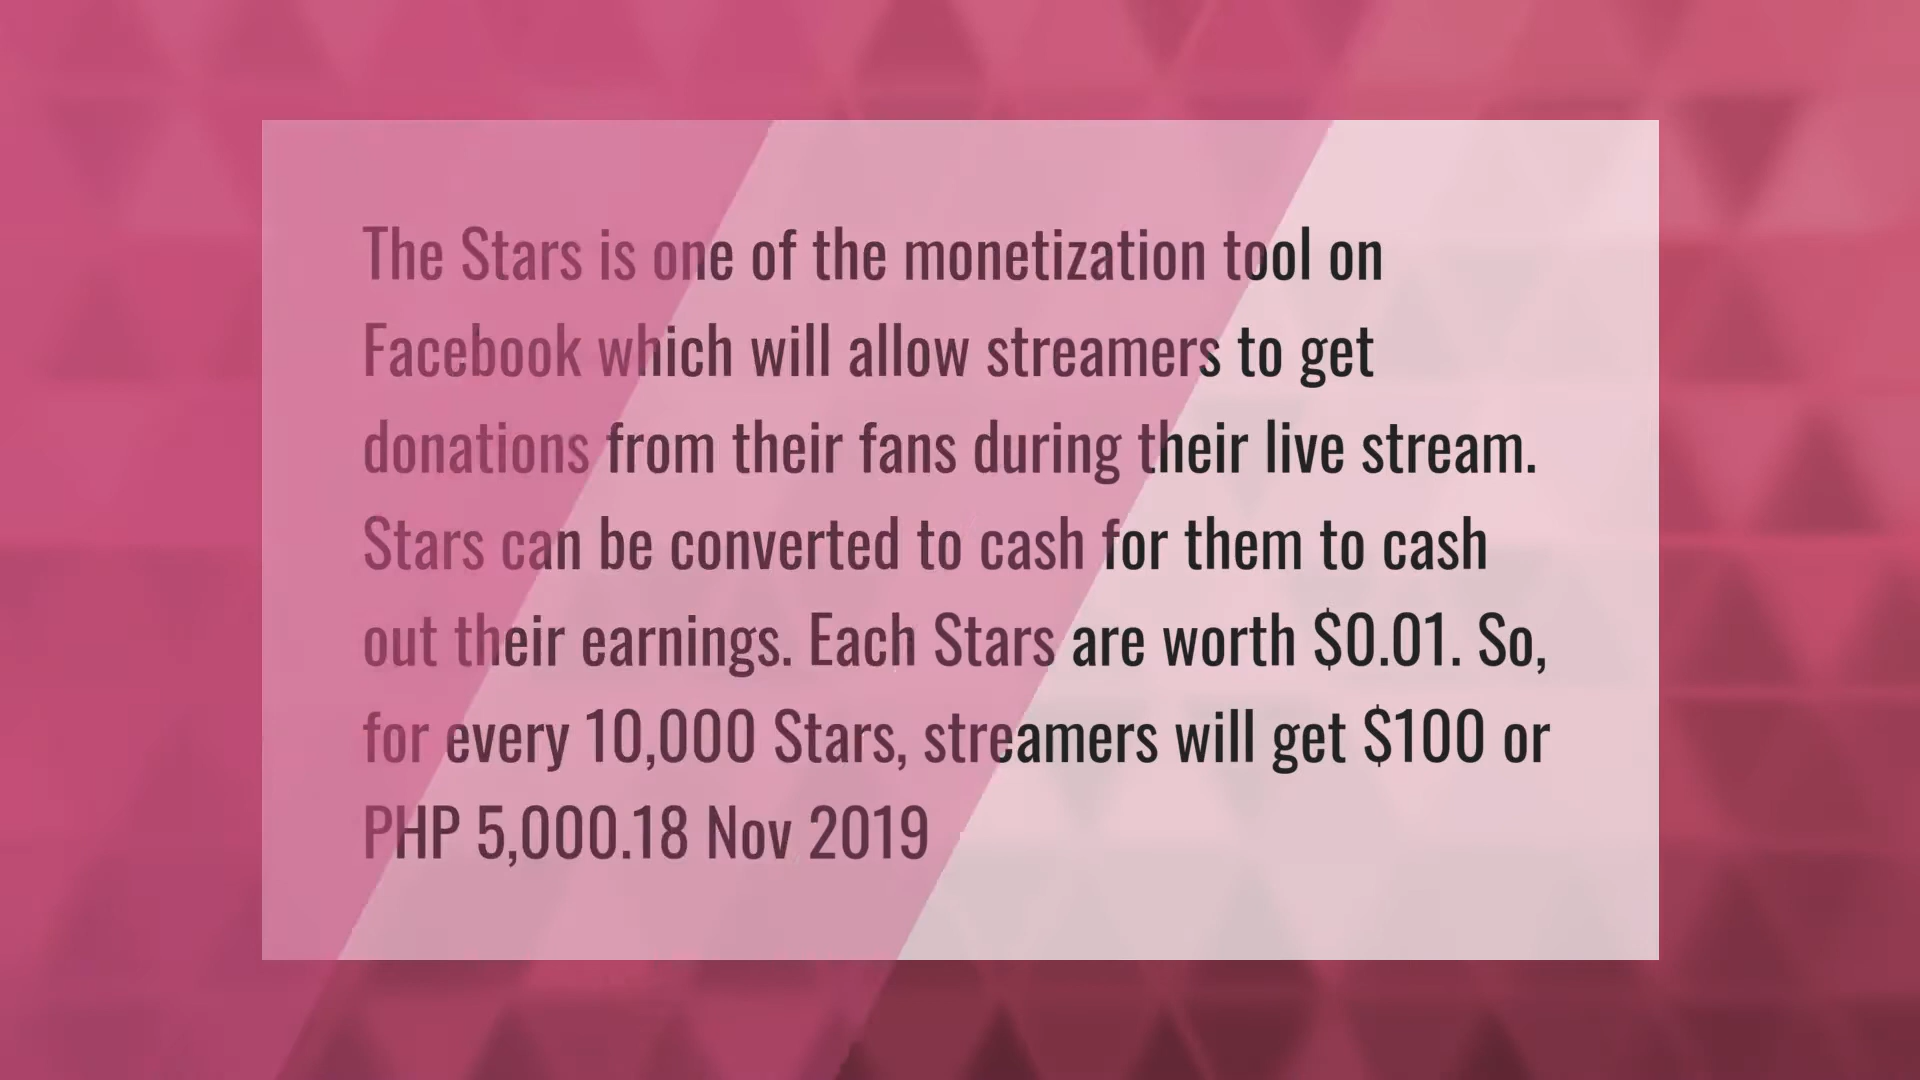 The Stars is one of the monetization tool on
Facebook which will allow streamers to get
donations from their fans during their live stream.
Stars can be converted to cash for them to cash
out their earnings. Each Stars are worth $0.01. So,
for every 10,000 Stars, streamers will get $100 or
PHP 5,000.18 Nov 2019